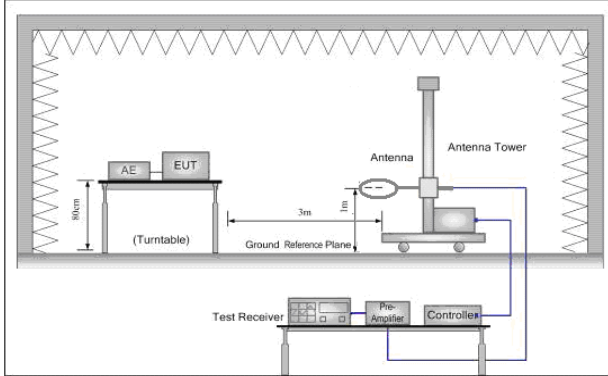 Antenna
Antenna Tower
AE
EUT
80cm
(Turntable)
3m
1m
Ground Reference Plane
Test Receiver
Pre-
Amplifier
Controller